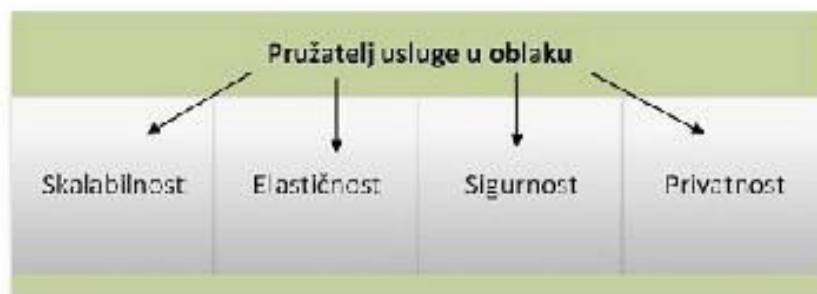 Pružatelj usluge u oblaku
Skalabilnost Elastičnost Sigurnost Privatnost